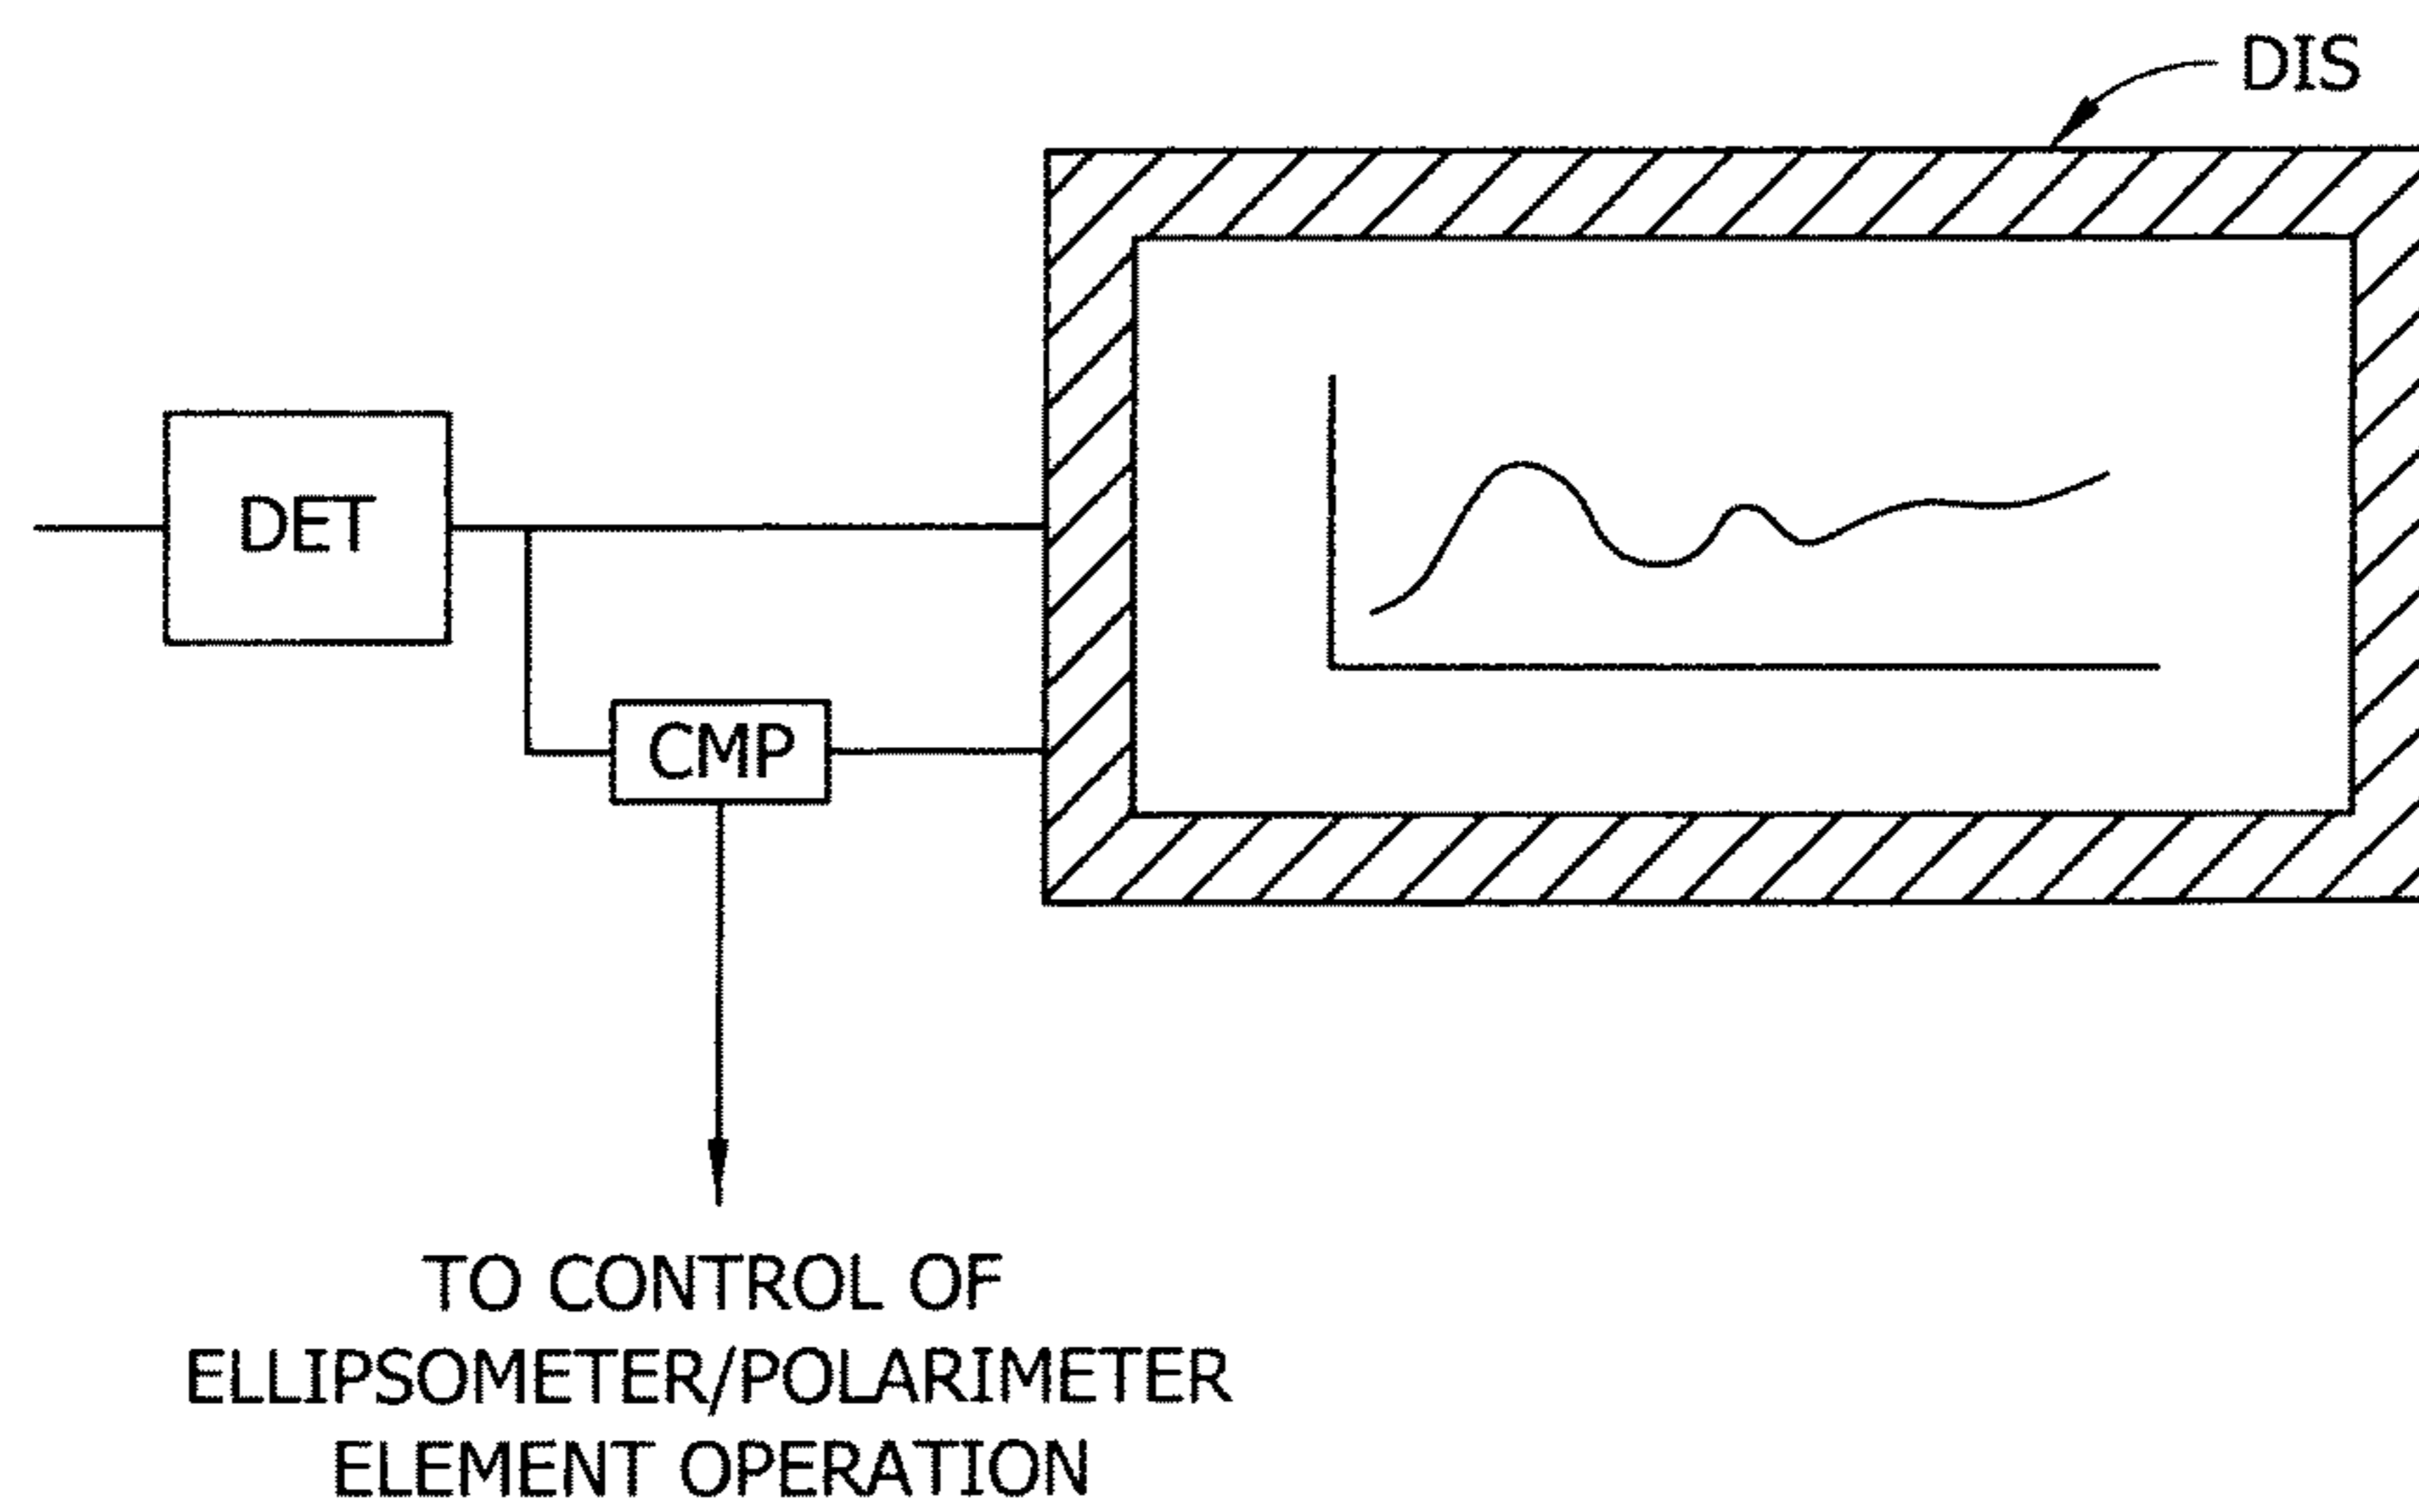 DIS
DET
CMP
TO CONTROL OF
ELLIPSOMETER/POLARIMETER
ELEMENT OPERATION